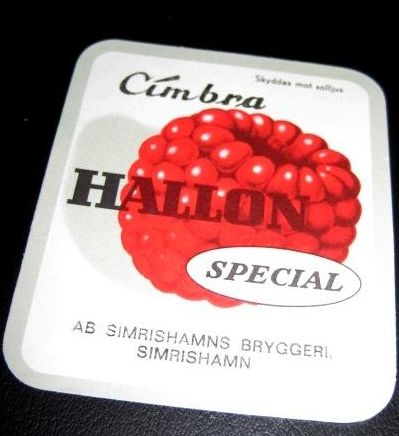 Skyddas mot solljus
Cimbra
HALLON
SPECIAL
AB SIMRISHAMNS BRYGGERI,
SIMRISHAMN